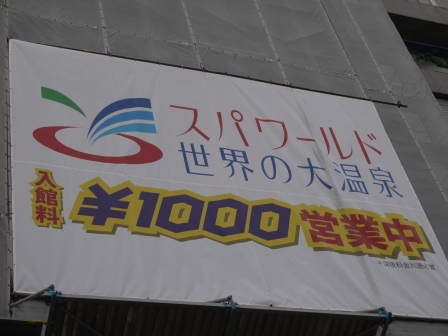 スパワールド
世界の大温泉
入館料 ¥1000 営業中